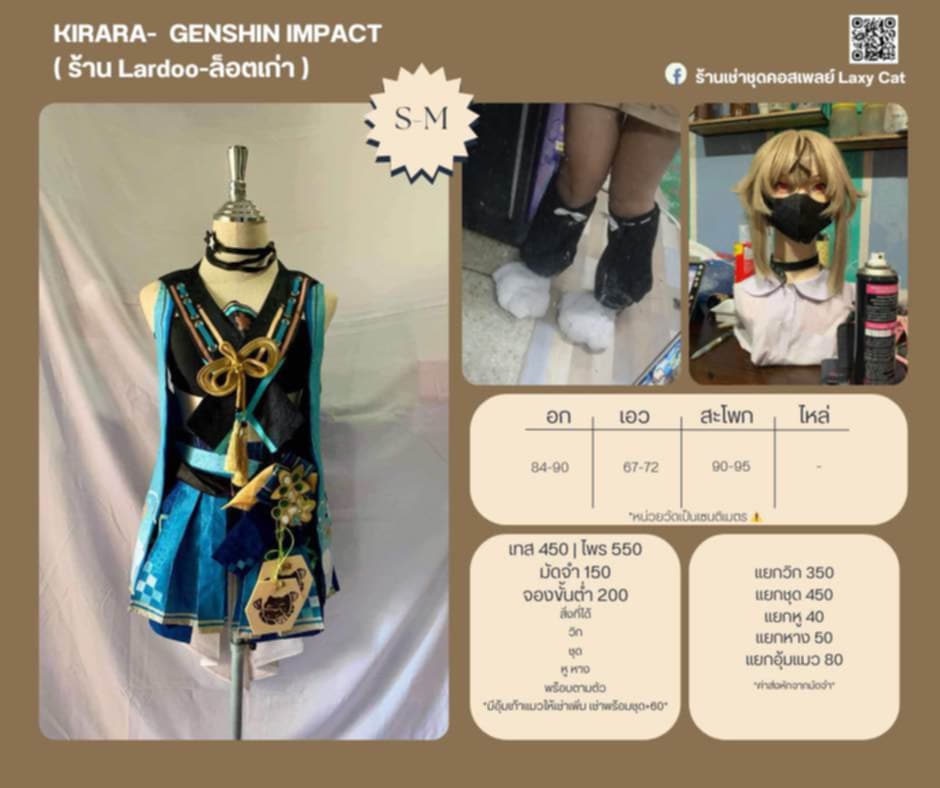 KIRARA- GENSHIN IMPACT
( ร้าน Lardoo-ล็อตเก่า )
ร้านเช่าชุดคอสเพลย์ Laxy Cat
S-M
อก เอว สะโพก ไหล่
84-90 67-72 90-95 -
*หน่วยวัดเป็นเซนติเมตร ⚠️
เทส 450 | ไพร 550
มัดจำ 150
จองขั้นต่ำ 200
สิ่งที่ได้
วิก
ชุด
หู หาง
พร็อบตามตัว
*มีอุ้มเท้าแมวให้เช่าเพิ่ม เช่าพร้อมชุด+60*
แยกวิก 350
แยกชุด 450
แยกหู 40
แยกหาง 50
แยกอุ้มแมว 80
*ค่าส่งหักจากมัดจำ*